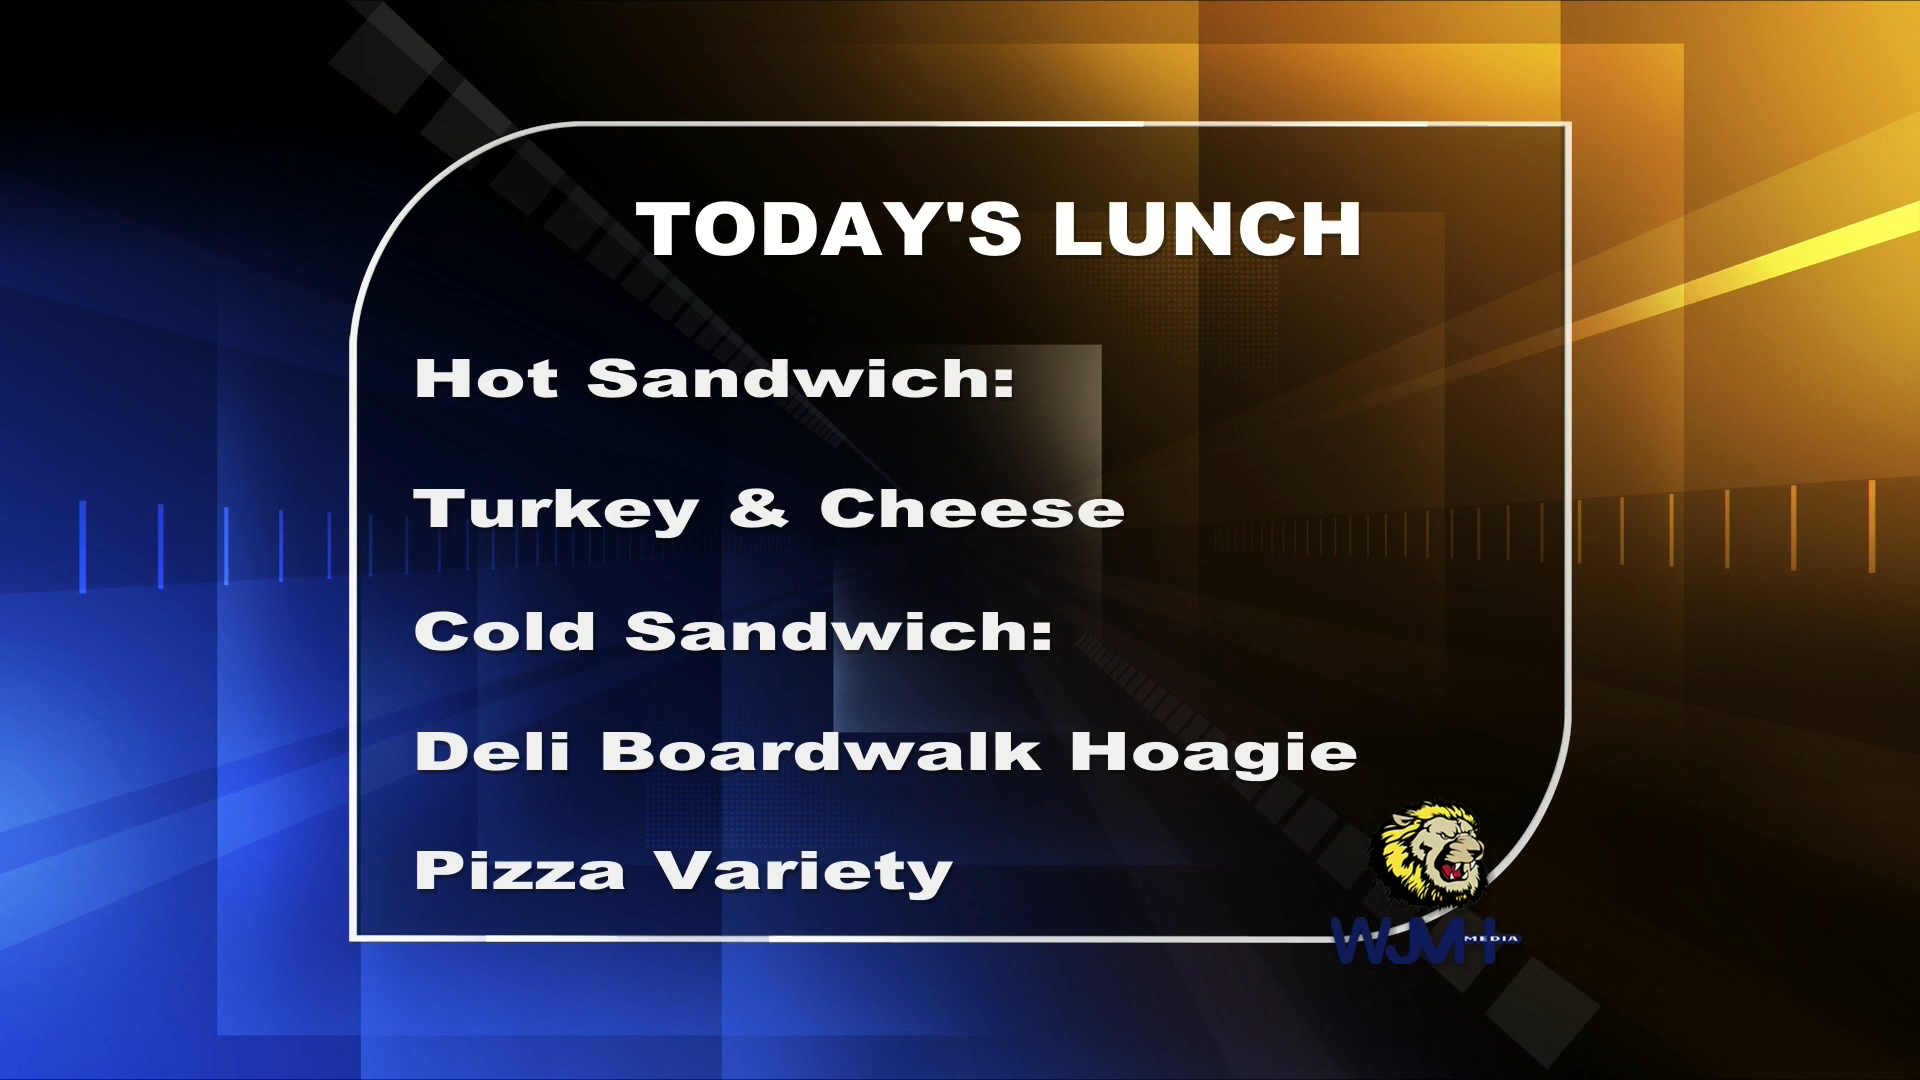 TODAY'S LUNCH
Hot Sandwich:
Turkey & Cheese
Cold Sandwich:
Deli Boardwalk Hoagie
Pizza Variety
WJMH
MEDIA